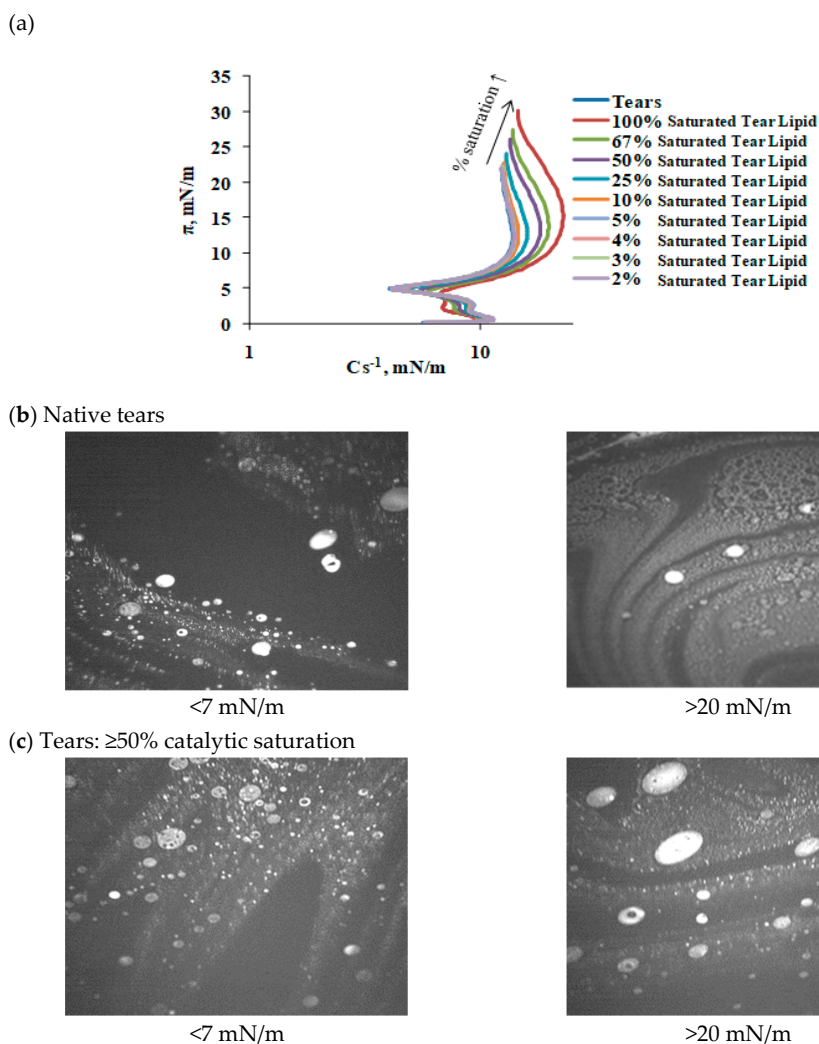 (a)
35
30
25
20
15
10
5
0
π, mN/m
1
10
Cs⁻¹, mN/m
% saturation ↑
Tears
100% Saturated Tear Lipid
67% Saturated Tear Lipid
50% Saturated Tear Lipid
25% Saturated Tear Lipid
10% Saturated Tear Lipid
5% Saturated Tear Lipid
4% Saturated Tear Lipid
3% Saturated Tear Lipid
2% Saturated Tear Lipid
(b) Native tears
<7 mN/m >20 mN/m
(c) Tears: ≥50% catalytic saturation
<7 mN/m >20 mN/m